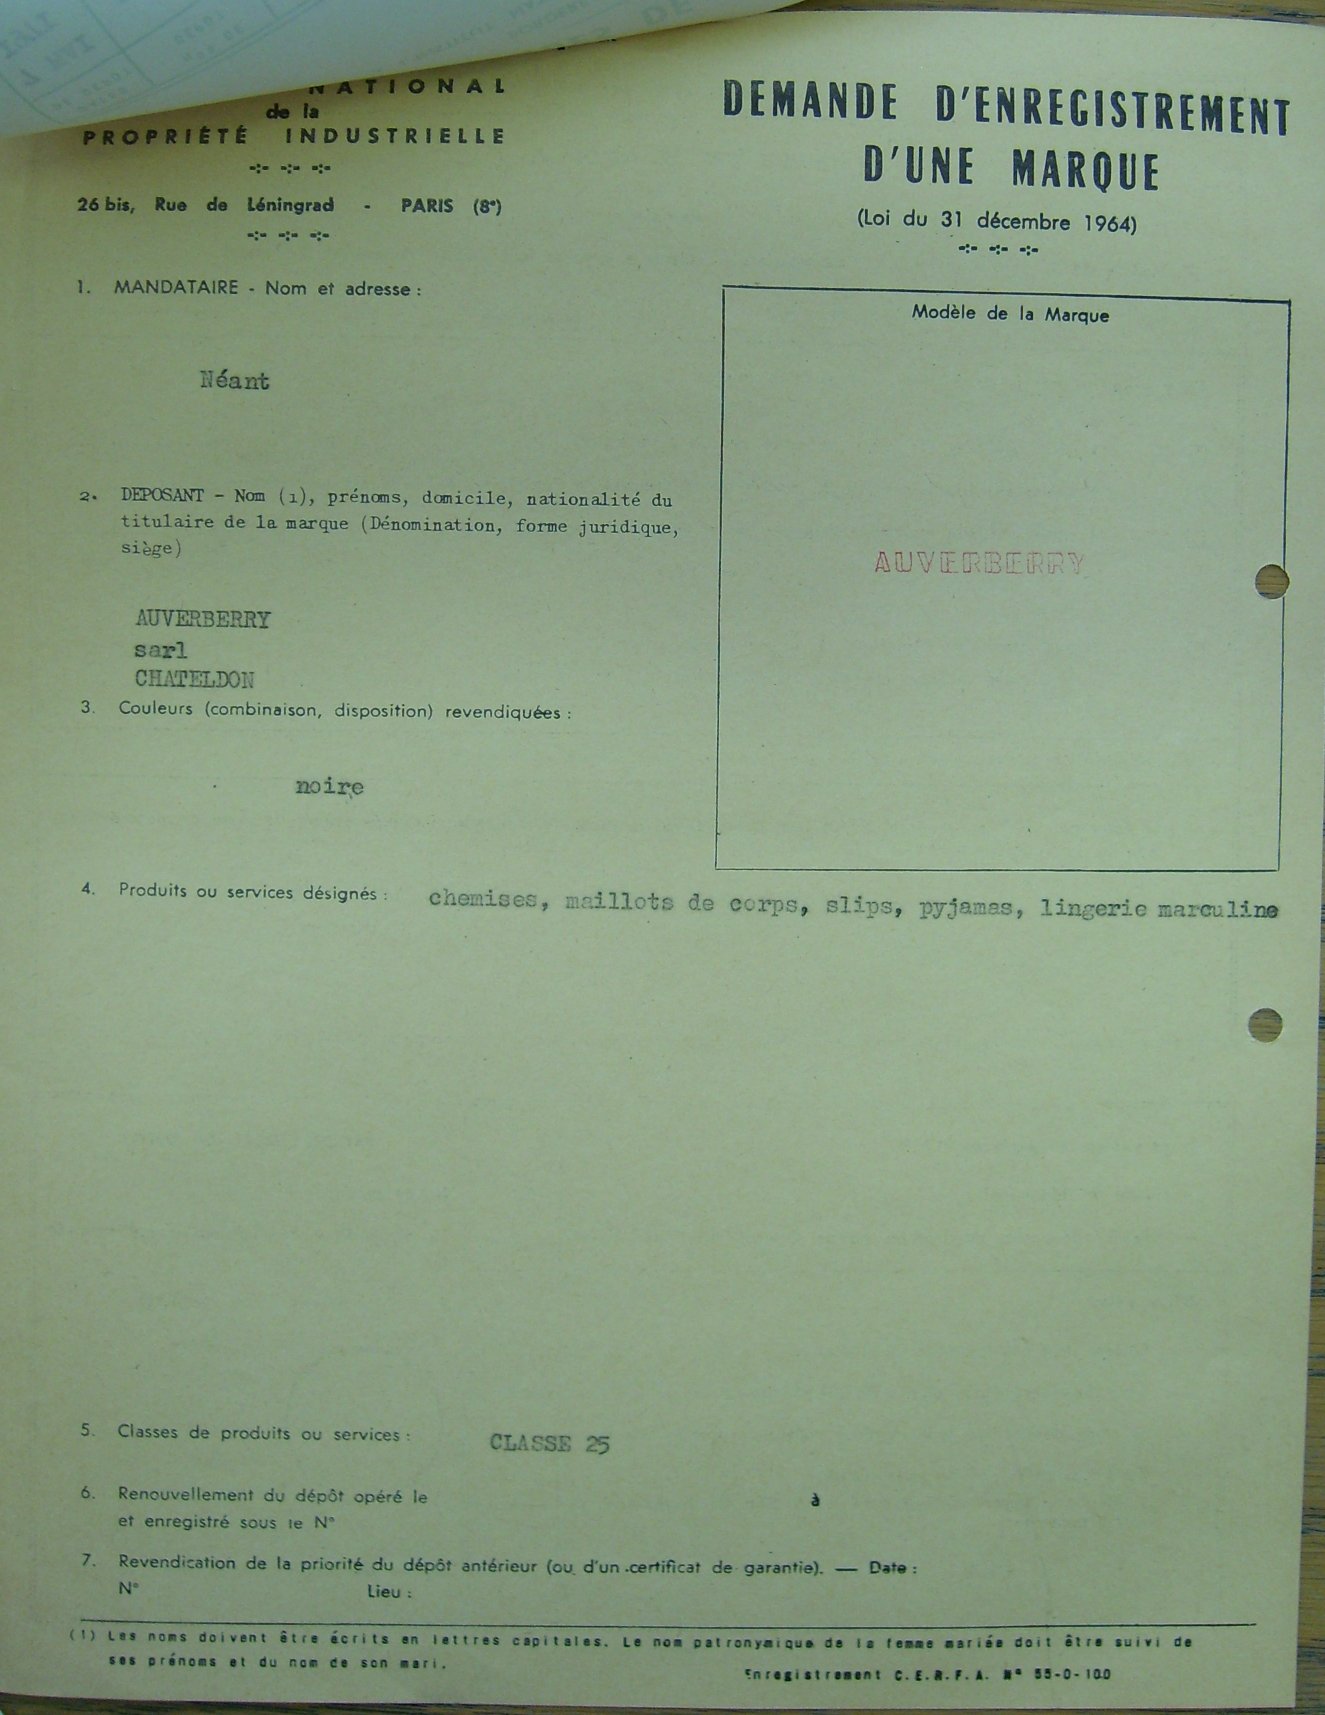 NATIONAL
de la
PROPRIÉTÉ INDUSTRIELLE
-:- -:- -:-
26 bis, Rue de Léningrad - PARIS (8e)
-:- -:- -:-
DEMANDE D'ENREGISTREMENT
D'UNE MARQUE
(Loi du 31 décembre 1964)
-:- -:- -:-
1. MANDATAIRE - Nom et adresse :
Néant
2. DEPOSANT - Nom (1), prénoms, domicile, nationalité du
titulaire de la marque (Dénomination, forme juridique,
siège)
AUVERBERRY
sarl
CHATELDON
Modèle de la Marque
AUVERBERRY
3. Couleurs (combinaison, disposition) revendiquées :
noire
4. Produits ou services désignés : chemises, maillots de corps, slips, pyjamas, lingerie marculine
5. Classes de produits ou services : CLASSE 25
6. Renouvellement du dépôt opéré le à
et enregistré sous le N°
7. Revendication de la priorité du dépôt antérieur (ou d'un certificat de garantie). — Date :
N° Lieu :
(1) Les noms doivent être écrits en lettres capitales. Le nom patronymique de la femme mariée doit être suivi de
ses prénoms et du nom de son mari.
Enregistrement C.E.R.F.A. N° 55-0-100